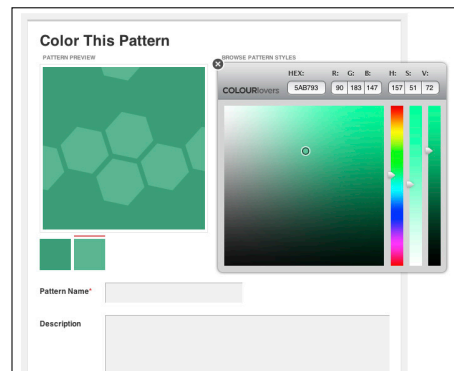 Color This Pattern
PATTERN PREVIEW
BROWSE PATTERN STYLES
COLOURlovers
HEX: R: G: B: H: S: V:
5AB793 90 183 147 157 51 72
Pattern Name*
Description